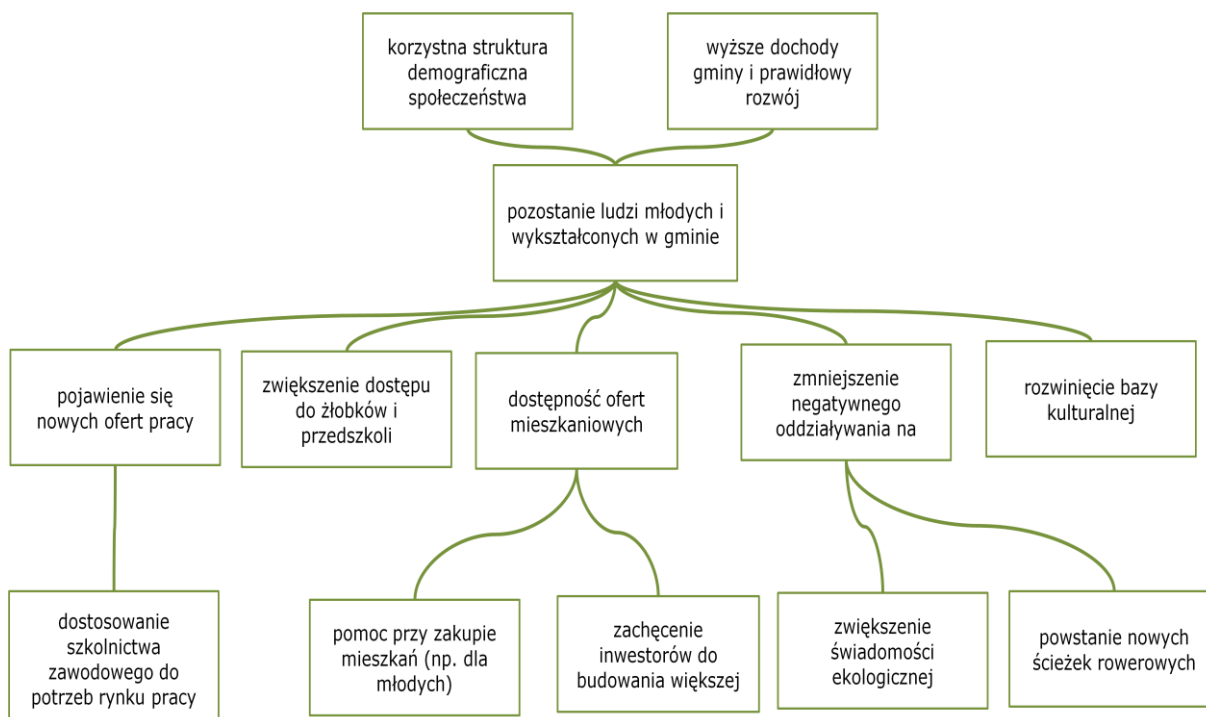 korzystna struktura
demograficzna
społeczeństwa
wyższe dochody
gminy i prawidłowy
rozwój
pozostanie ludzi młodych i
wykształconych w gminie
pojawienie się
nowych ofert pracy
zwiększenie dostępu
do żłobków i
przedszkoli
dostępność ofert
mieszkaniowych
zmniejszenie
negatywnego
oddziaływania na
rozwinięcie bazy
kulturalnej
dostosowanie
szkolnictwa
zawodowego do
potrzeb rynku pracy
pomoc przy zakupie
mieszkań (np. dla
młodych)
zachęcenie
inwestorów do
budowania większej
zwiększenie
świadomości
ekologicznej
powstanie nowych
ścieżek rowerowych